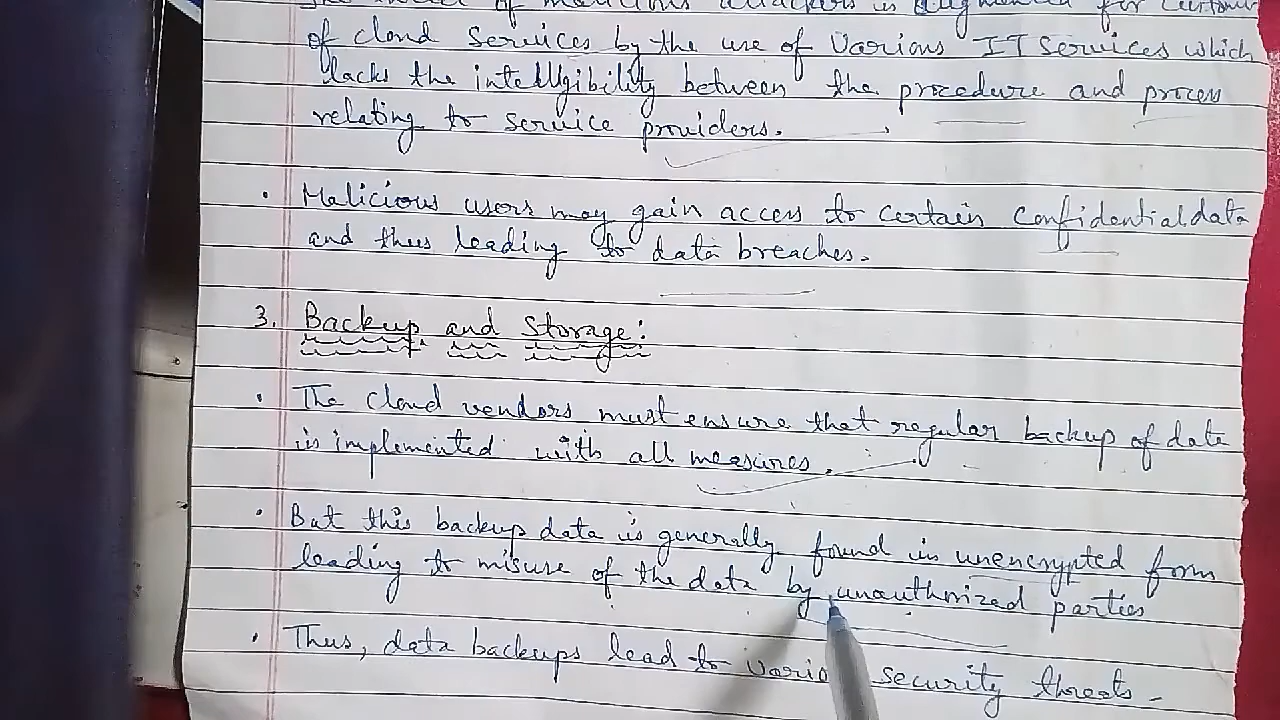 of cloud Services by the use of Various IT Services which
lacks the intelligibility between the procedure and process
relating to service providers.
• Malicious users may gain access to certain confidential data
and thus leading to data breaches.
3. Backup and Storage:
• The cloud vendors must ensure that regular backup of data
is implemented with all measures.
• But this backup data is generally found in unencrypted form
leading to misuse of the data by unauthorized parties
• Thus, data backups lead to various security threats.